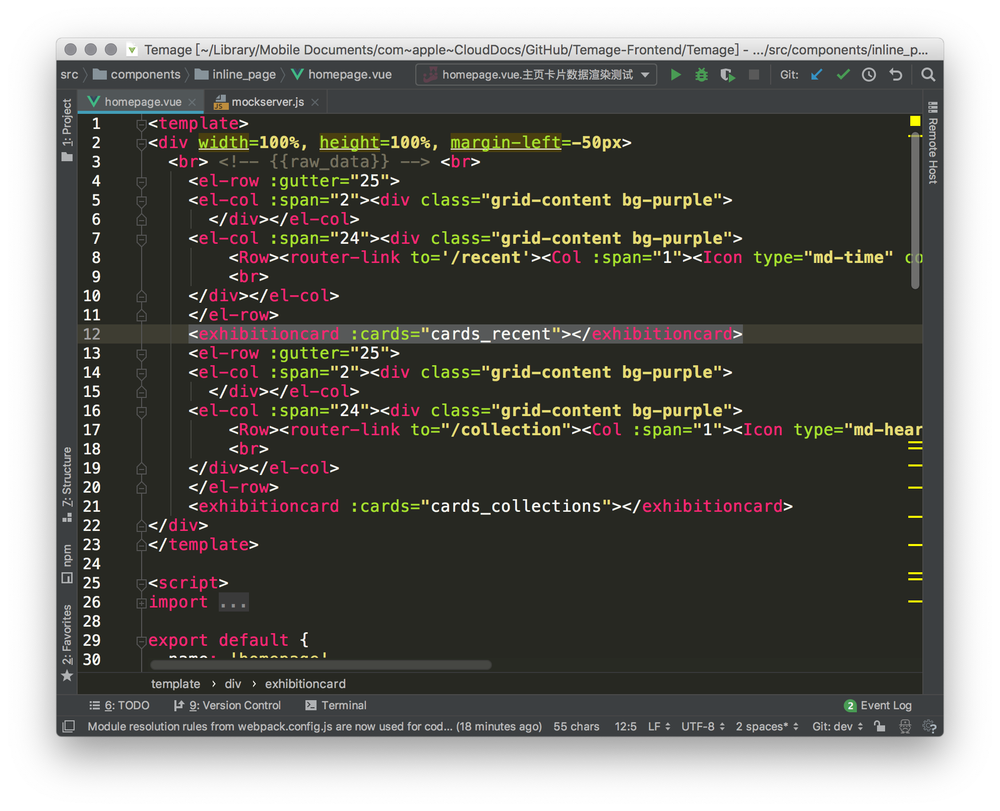 Temage [~/Library/Mobile Documents/com~apple~CloudDocs/GitHub/Temage-Frontend/Temage] - .../src/components/inline_p...
src components inline_page homepage.vue homepage.vue.主页卡片数据渲染测试 Git:
homepage.vue mockserver.js
1: Project
7: Structure
npm
2: Favorites
Remote Host
1 <template>
2 <div width=100%, height=100%, margin-left=-50px>
3 <br> <!-- {{raw_data}} --> <br>
4 <el-row :gutter="25">
5 <el-col :span="2"><div class="grid-content bg-purple">
6 </div></el-col>
7 <el-col :span="24"><div class="grid-content bg-purple">
8 <Row><router-link to='/recent'><Col :span="1"><Icon type="md-time" co
9 <br>
10 </div></el-col>
11 </el-row>
12 <exhibitioncard :cards="cards_recent"></exhibitioncard>
13 <el-row :gutter="25">
14 <el-col :span="2"><div class="grid-content bg-purple">
15 </div></el-col>
16 <el-col :span="24"><div class="grid-content bg-purple">
17 <Row><router-link to="/collection"><Col :span="1"><Icon type="md-hear
18 <br>
19 </div></el-col>
20 </el-row>
21 <exhibitioncard :cards="cards_collections"></exhibitioncard>
22 </div>
23 </template>
24
25 <script>
26 import ...
28
29 export default {
30 name: 'homepage'
template › div › exhibitioncard
6: TODO 9: Version Control Terminal 2 Event Log
Module resolution rules from webpack.config.js are now used for cod... (18 minutes ago) 55 chars 12:5 LF UTF-8 2 spaces* Git: dev